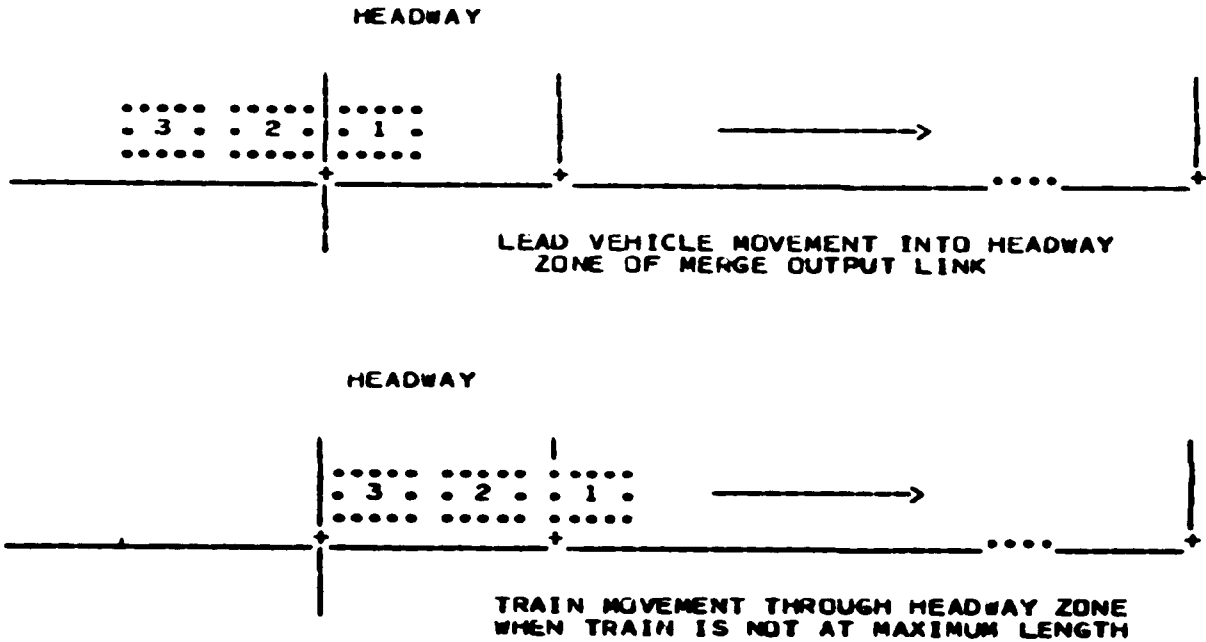 HEADWAY
3 2 1
LEAD VEHICLE MOVEMENT INTO HEADWAY
ZONE OF MERGE OUTPUT LINK
HEADWAY
3 2 1
TRAIN MOVEMENT THROUGH HEADWAY ZONE
WHEN TRAIN IS NOT AT MAXIMUM LENGTH